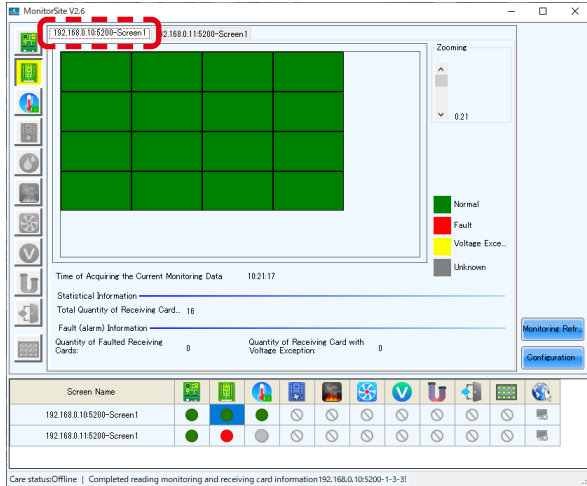 MonitorSite V2.6
192.168.0.10:5200-Screen1
2.168.0.11:5200-Screen1
Zooming
0.21
Normal
Fault
Voltage Exce...
Unknown
Time of Acquiring the Current Monitoring Data 10:21:17
Statistical Information
Total Quantity of Receiving Card... 16
Fault (alarm) Information
Quantity of Faulted Receiving Cards: 0
Quantity of Receiving Card with Voltage Exception: 0
Monitoring Refr...
Configuration
Screen Name
192.168.0.10:5200-Screen1
192.168.0.11:5200-Screen1
Care status:Offline | Completed reading monitoring and receiving card information192.168.0.10:5200-1-3-3!